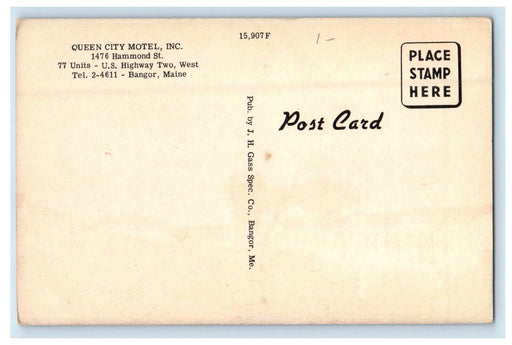 15,907F
1-
QUEEN CITY MOTEL, INC.
1476 Hammond St.
77 Units - U.S. Highway Two, West
Tel. 2-4611 - Bangor, Maine
PLACE
STAMP
HERE
Post Card
Pub. by J. H. Gass Spec. Co., Bangor, Me.